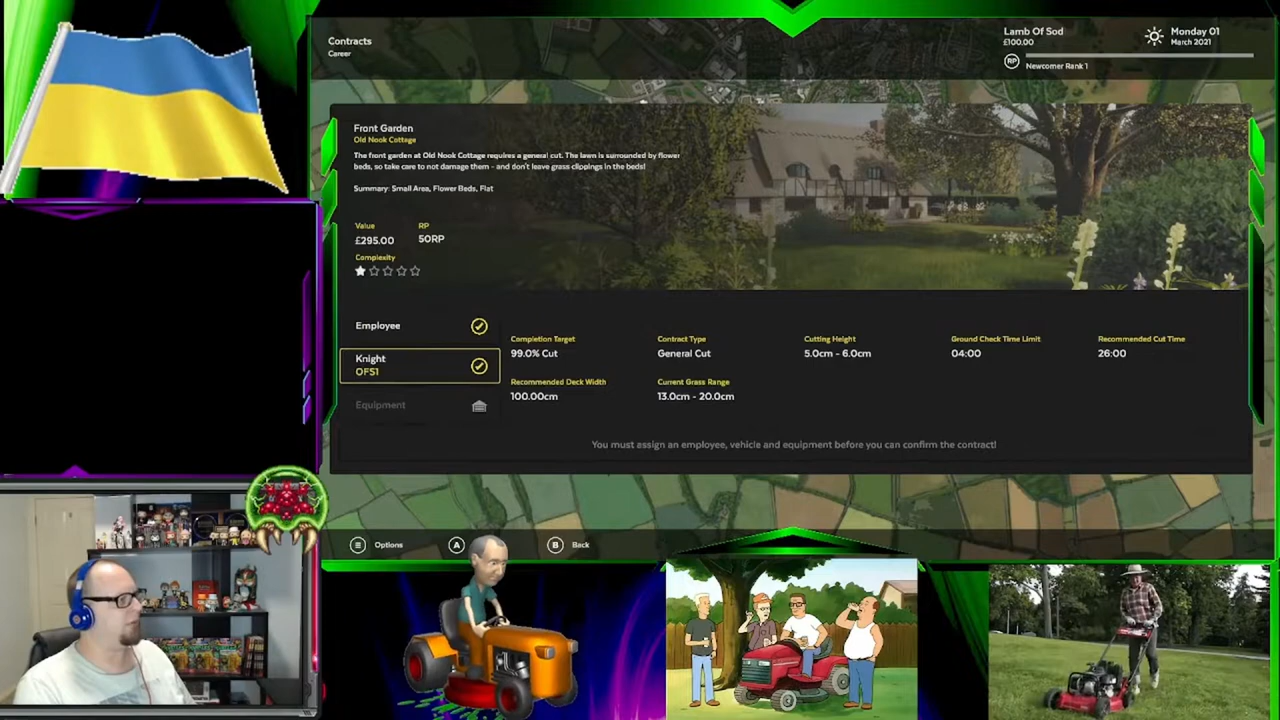 Contracts
Career
Lamb Of Sod
£100.00
Monday 01
March 2021
RP
Newcomer Rank 1
Front Garden
Old Nook Cottage
The front garden at Old Nook Cottage requires a general cut. The lawn is surrounded by flower
beds, so take care to not damage them - and don't leave grass clippings in the beds!
Summary: Small Area, Flower Beds, Flat
Value
RP
£295.00
50RP
Complexity
Employee
Knight
OFS1
Equipment
Completion Target
Contract Type
Cutting Height
Ground Check Time Limit
Recommended Cut Time
99.0% Cut
General Cut
5.0cm - 6.0cm
04:00
26:00
Recommended Deck Width
Current Grass Range
100.00cm
13.0cm - 20.0cm
You must assign an employee, vehicle and equipment before you can confirm the contract!
Options
A
B
Back